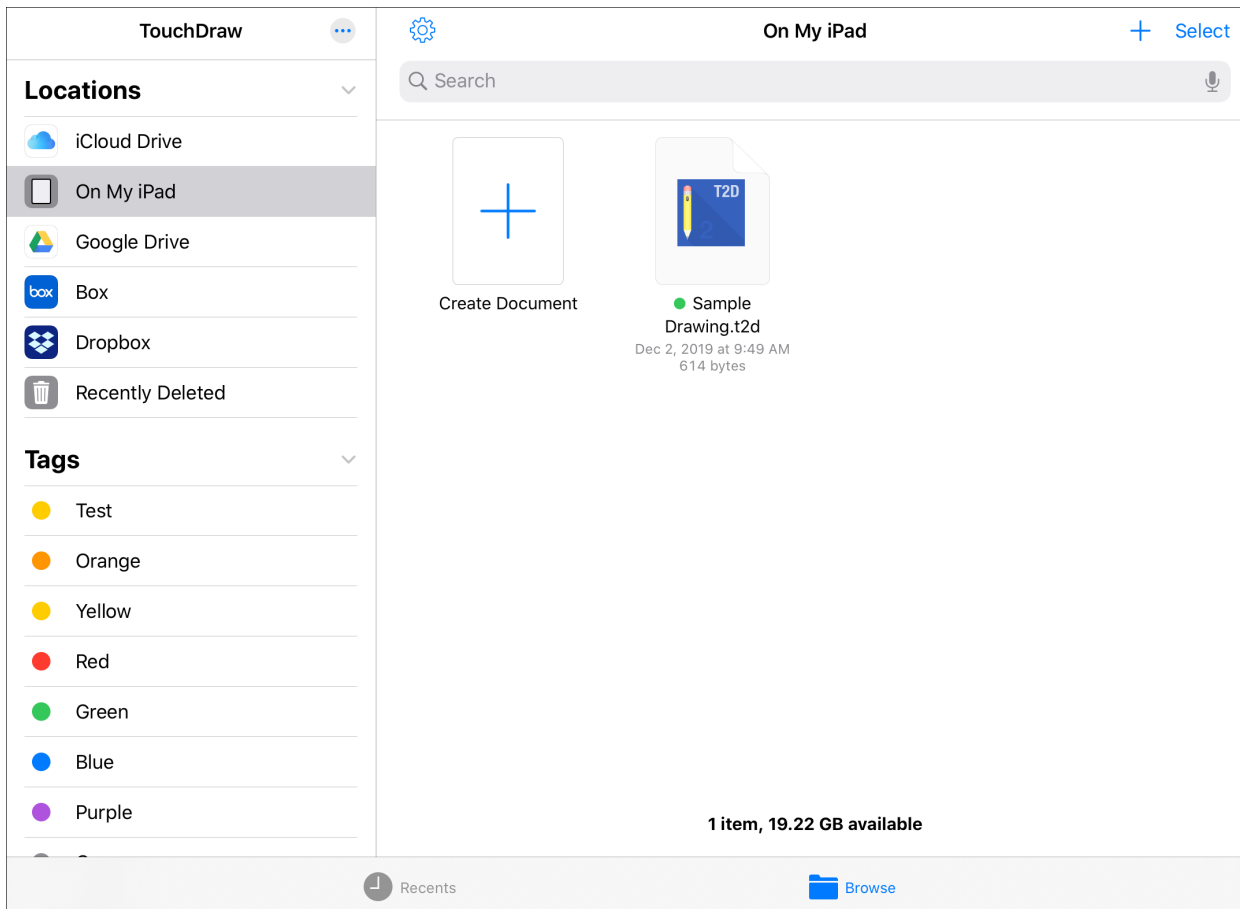 TouchDraw
Locations
iCloud Drive
On My iPad
Google Drive
box
Box
Dropbox
Recently Deleted
Tags
Test
Orange
Yellow
Red
Green
Blue
Purple
On My iPad
Select
Search
Create Document
T2D
2
Sample
Drawing.t2d
Dec 2, 2019 at 9:49 AM
614 bytes
1 item, 19.22 GB available
Recents
Browse